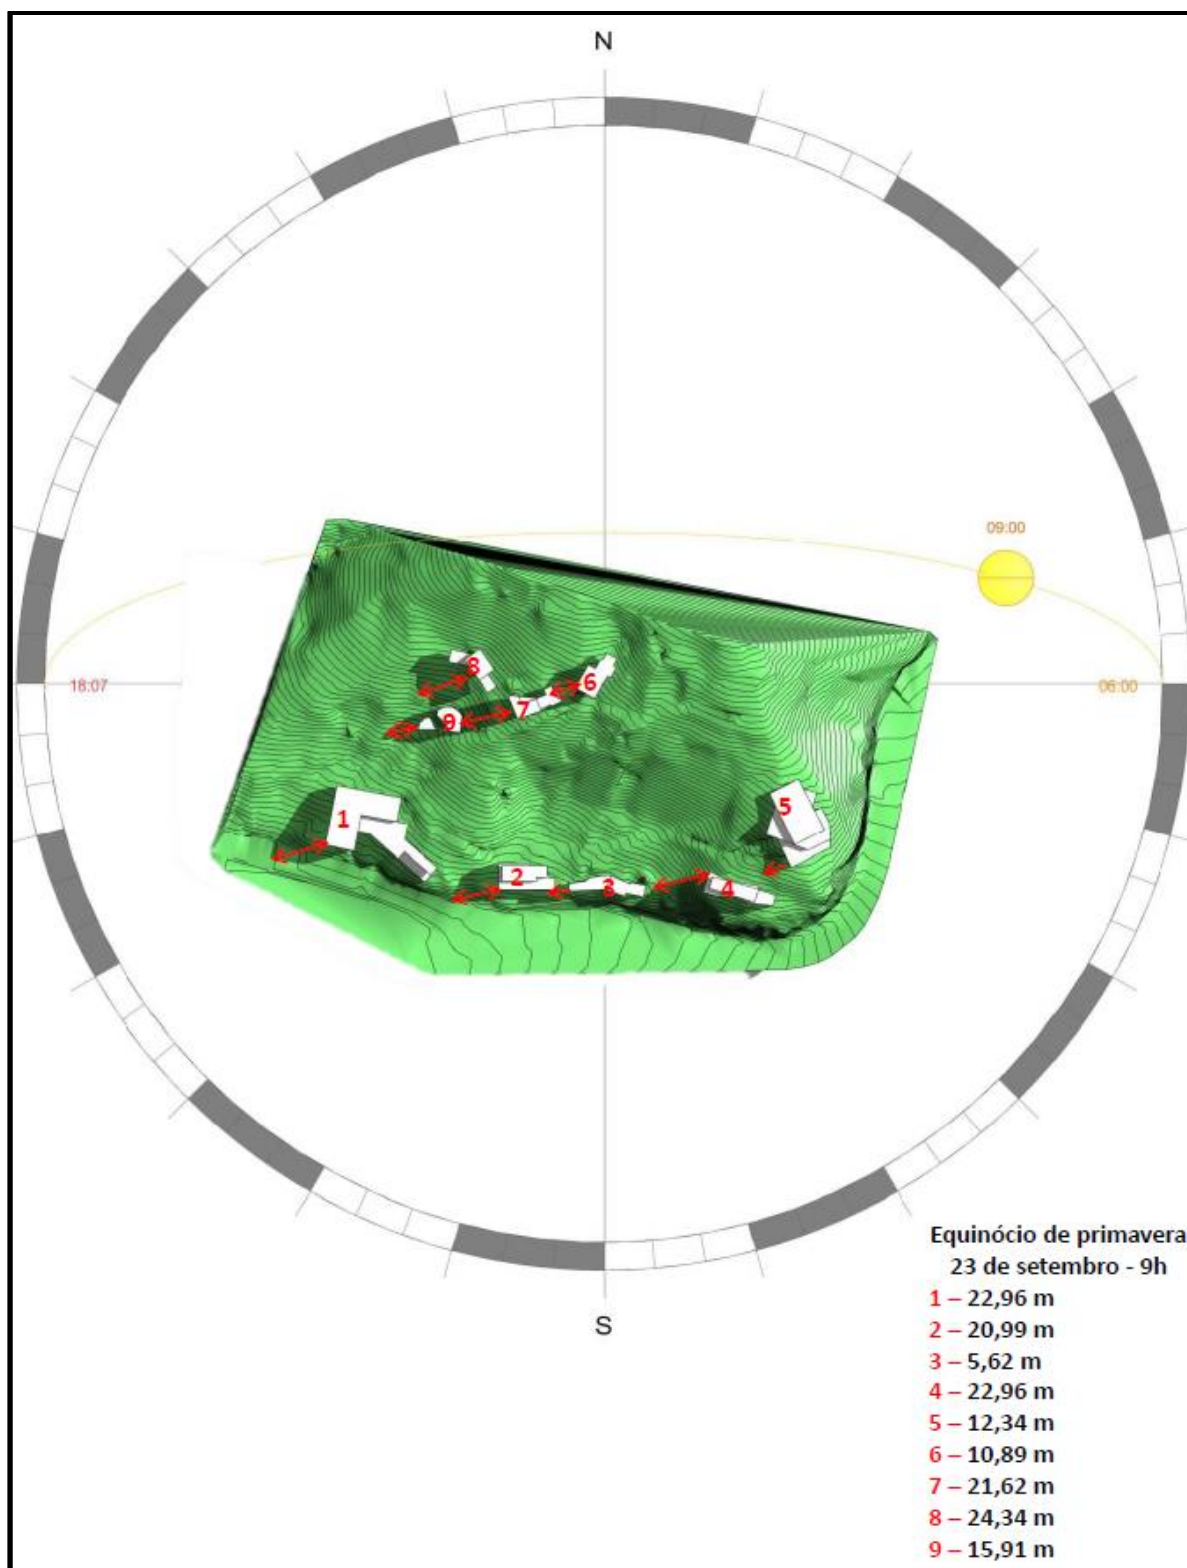 N
09:00
18:07
06:00
8
6
7
9
5
1
2
3
4
S
Equinócio de primavera
23 de setembro - 9h
1 – 22,96 m
2 – 20,99 m
3 – 5,62 m
4 – 22,96 m
5 – 12,34 m
6 – 10,89 m
7 – 21,62 m
8 – 24,34 m
9 – 15,91 m